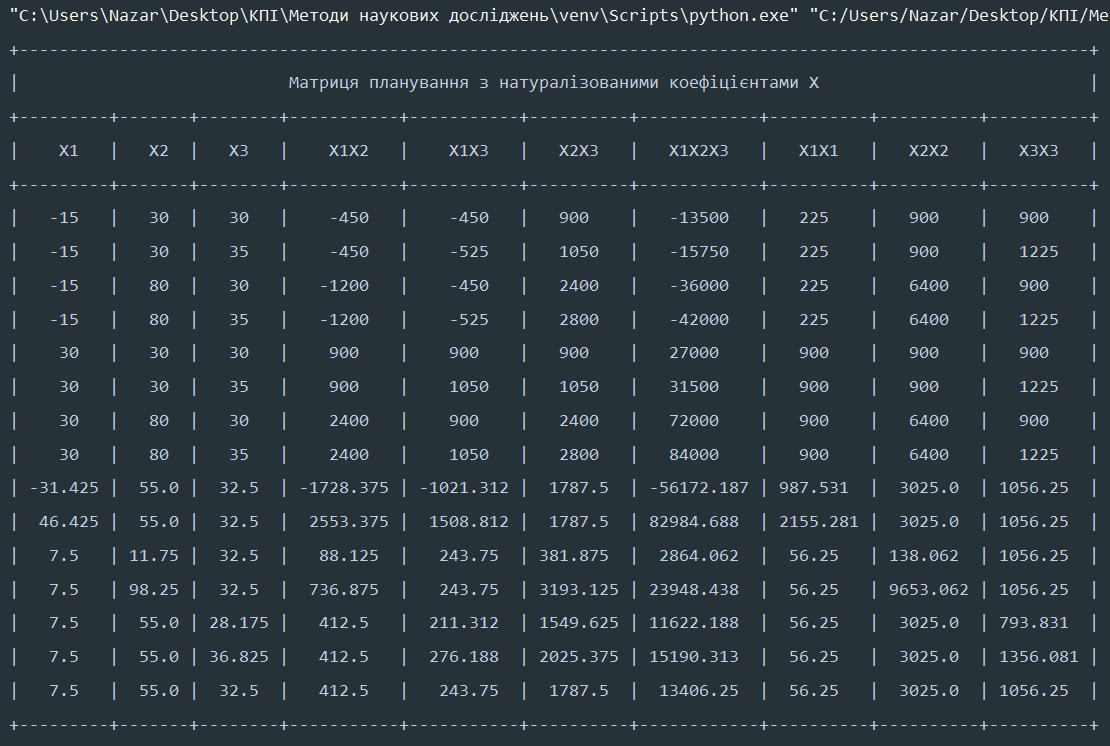 "C:\Users\Nazar\Desktop\КПІ\Методи наукових досліджень\venv\Scripts\python.exe" "C:/Users/Nazar/Desktop/КПІ/Ме
Матриця планування з натуралізованими коефіцієнтами X
| X1 | X2 | X3 | X1X2 | X1X3 | X2X3 | X1X2X3 | X1X1 | X2X2 | X3X3 |
| -15 | 30 | 30 | -450 | -450 | 900 | -13500 | 225 | 900 | 900 |
| -15 | 30 | 35 | -450 | -525 | 1050 | -15750 | 225 | 900 | 1225 |
| -15 | 80 | 30 | -1200 | -450 | 2400 | -36000 | 225 | 6400 | 900 |
| -15 | 80 | 35 | -1200 | -525 | 2800 | -42000 | 225 | 6400 | 1225 |
| 30 | 30 | 30 | 900 | 900 | 900 | 27000 | 900 | 900 | 900 |
| 30 | 30 | 35 | 900 | 1050 | 1050 | 31500 | 900 | 900 | 1225 |
| 30 | 80 | 30 | 2400 | 900 | 2400 | 72000 | 900 | 6400 | 900 |
| 30 | 80 | 35 | 2400 | 1050 | 2800 | 84000 | 900 | 6400 | 1225 |
| -31.425 | 55.0 | 32.5 | -1728.375 | -1021.312 | 1787.5 | -56172.187 | 987.531 | 3025.0 | 1056.25 |
| 46.425 | 55.0 | 32.5 | 2553.375 | 1508.812 | 1787.5 | 82984.688 | 2155.281 | 3025.0 | 1056.25 |
| 7.5 | 11.75 | 32.5 | 88.125 | 243.75 | 381.875 | 2864.062 | 56.25 | 138.062 | 1056.25 |
| 7.5 | 98.25 | 32.5 | 736.875 | 243.75 | 3193.125 | 23948.438 | 56.25 | 9653.062 | 1056.25 |
| 7.5 | 55.0 | 28.175 | 412.5 | 211.312 | 1549.625 | 11622.188 | 56.25 | 3025.0 | 793.831 |
| 7.5 | 55.0 | 36.825 | 412.5 | 276.188 | 2025.375 | 15190.313 | 56.25 | 3025.0 | 1356.081 |
| 7.5 | 55.0 | 32.5 | 412.5 | 243.75 | 1787.5 | 13406.25 | 56.25 | 3025.0 | 1056.25 |